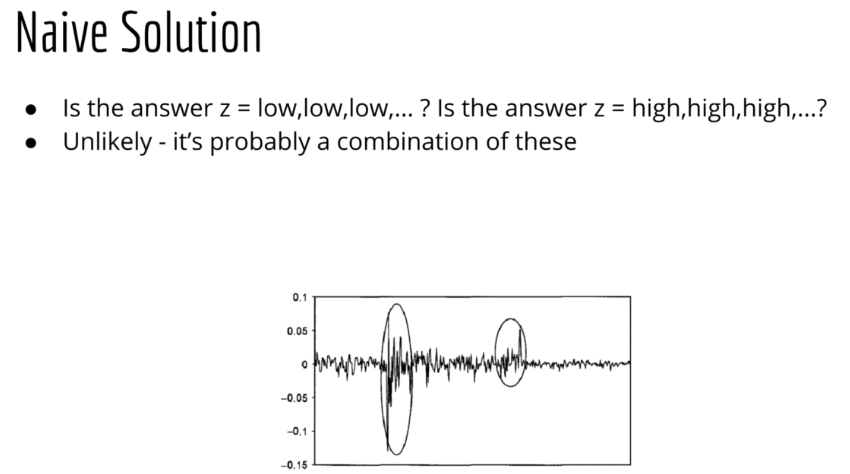 Naive Solution
● Is the answer z = low,low,low,... ? Is the answer z = high,high,high,...?
● Unlikely - it's probably a combination of these
0.1
0.05
0
−0.05
−0.1
−0.15